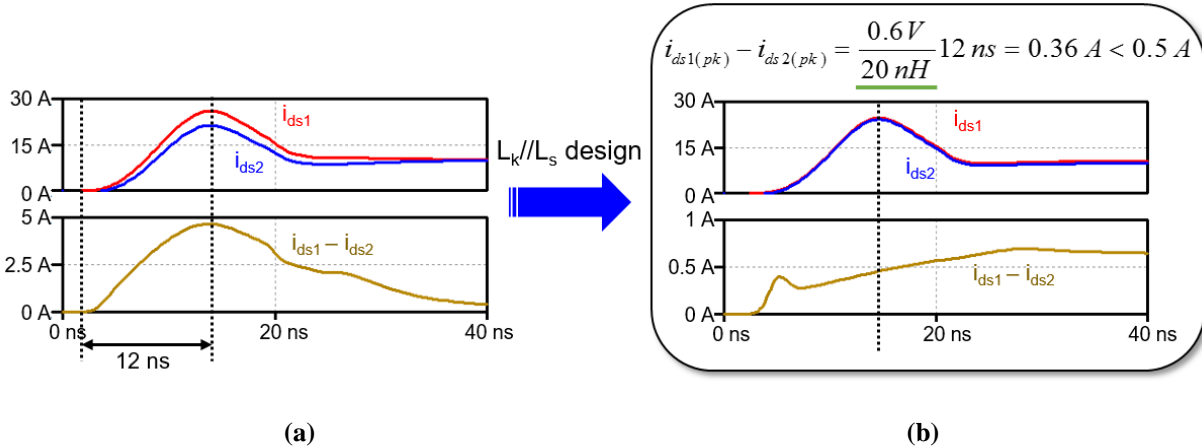 i_ds1(pk) − i_ds2(pk) = 0.6 V / 20 nH 12 ns = 0.36 A < 0.5 A
30 A
15 A
0 A
i_ds1
i_ds2
5 A
2.5 A
0 A
i_ds1 – i_ds2
0 ns
20 ns
40 ns
12 ns
L_k//L_s design
30 A
15 A
0 A
i_ds1
i_ds2
1 A
0.5 A
0 A
i_ds1 – i_ds2
0 ns
20 ns
40 ns
(a)
(b)